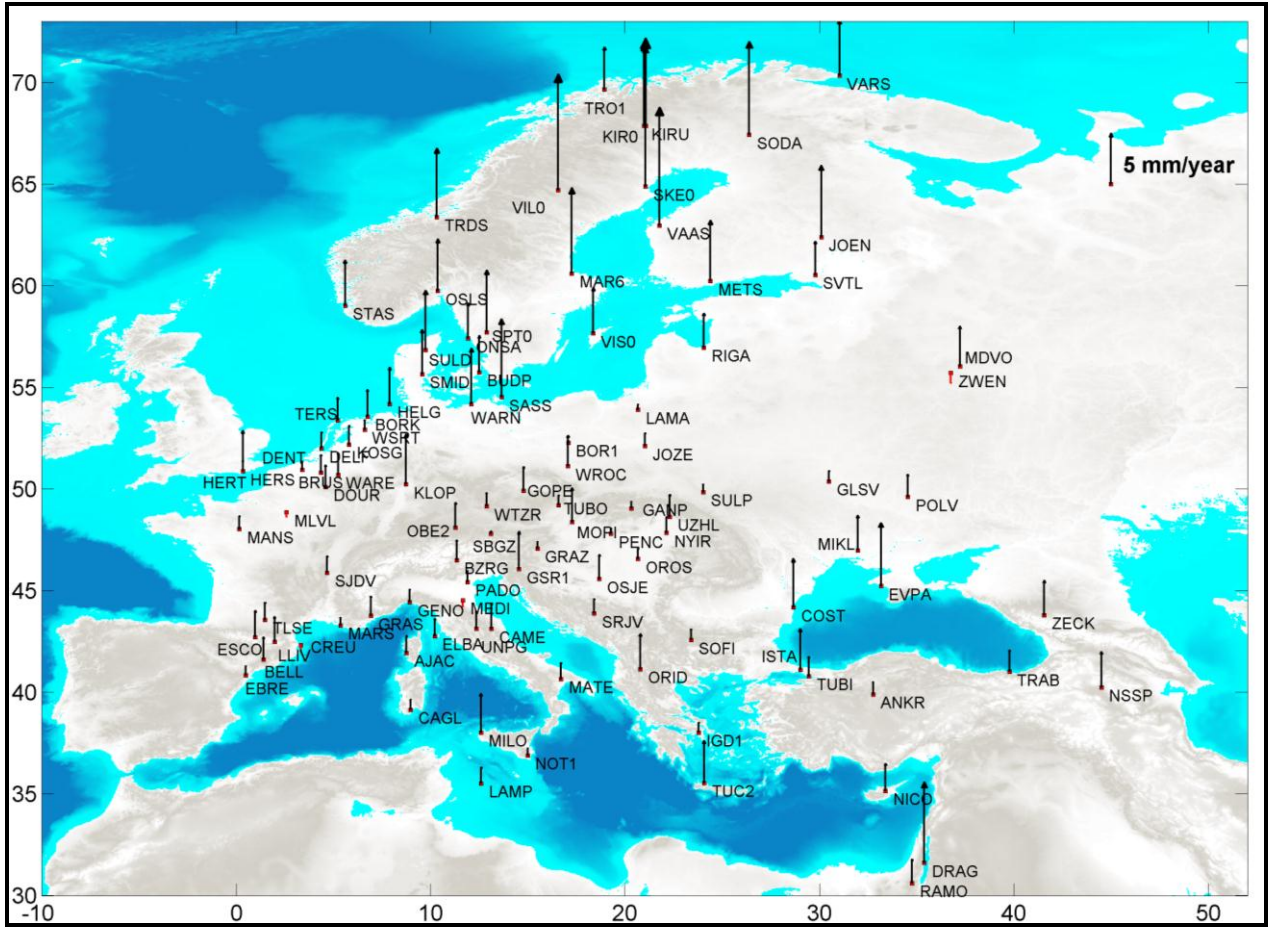 70
65
60
55
50
45
40
35
30
-10
0
10
20
30
40
50
5 mm/year
VARS
TRO1
KIR0
KIRU
SODA
SKE0
VIL0
TRDS
VAAS
JOEN
MAR6
METS
SVTL
OSLS
STAS
SPT0
VIS0
ONSA
RIGA
SULD
SMID
BUDP
MDVO
ZWEN
HELG
WARN
SASS
TERS
LAMA
BORK
WSRT
BOR1
JOZE
KOSG
DENT
DELF
WROC
HERT
HERS
BRUS
WARE
DOUR
KLOP
GOPE
SULP
GLSV
POLV
MLVL
WTZR
TUBO
GANP
UZHL
MANS
OBE2
MOPI
PENC
NYIR
MIKL
SBGZ
GRAZ
OROS
BZRG
GSR1
SJDV
PADO
OSJE
EVPA
GENO
MEDI
COST
ZECK
GRAS
SRJV
TLSE
MARS
ESCO
LLIV
CREU
ELBA
UNPG
CAME
SOFI
ISTA
BELL
AJAC
ORID
TUBI
TRAB
EBRE
MATE
ANKR
NSSP
CAGL
MILO
IGD1
NOT1
LAMP
TUC2
NICO
DRAG
RAMO